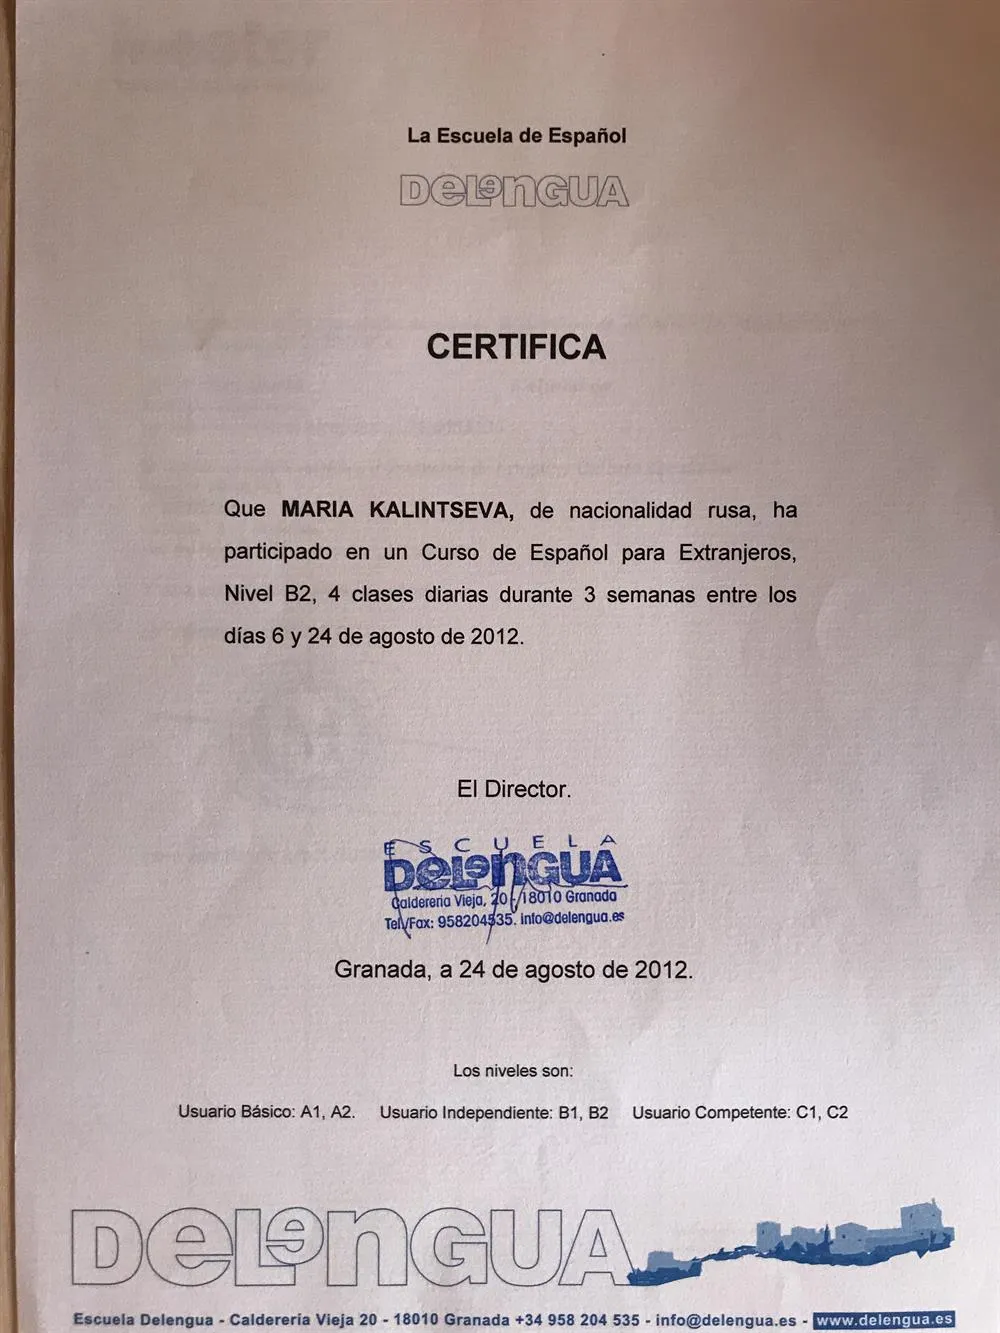 La Escuela de Español
DELENGUA
CERTIFICA
Que MARIA KALINTSEVA, de nacionalidad rusa, ha
participado en un Curso de Español para Extranjeros,
Nivel B2, 4 clases diarias durante 3 semanas entre los
días 6 y 24 de agosto de 2012.
El Director.
ESCUELA
DELENGUA
Calderería Vieja, 20 - 18010 Granada
Tel/Fax: 958204535. info@delengua.es
Granada, a 24 de agosto de 2012.
Los niveles son:
Usuario Básico: A1, A2. Usuario Independiente: B1, B2 Usuario Competente: C1, C2
DELENGUA
Escuela Delengua - Calderería Vieja 20 - 18010 Granada +34 958 204 535 - info@delengua.es - www.delengua.es